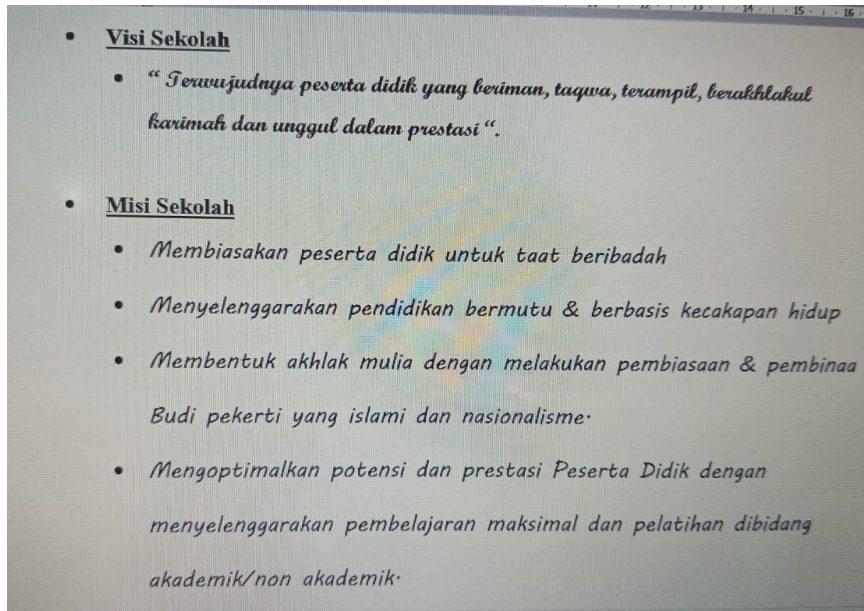 14 15 16
Visi Sekolah
“ Terwujudnya peserta didik yang beriman, taqwa, terampil, berakhlakul
karimah dan unggul dalam prestasi “.
Misi Sekolah
Membiasakan peserta didik untuk taat beribadah
Menyelenggarakan pendidikan bermutu & berbasis kecakapan hidup
Membentuk akhlak mulia dengan melakukan pembiasaan & pembinaa
Budi pekerti yang islami dan nasionalisme.
Mengoptimalkan potensi dan prestasi Peserta Didik dengan
menyelenggarakan pembelajaran maksimal dan pelatihan dibidang
akademik/non akademik.